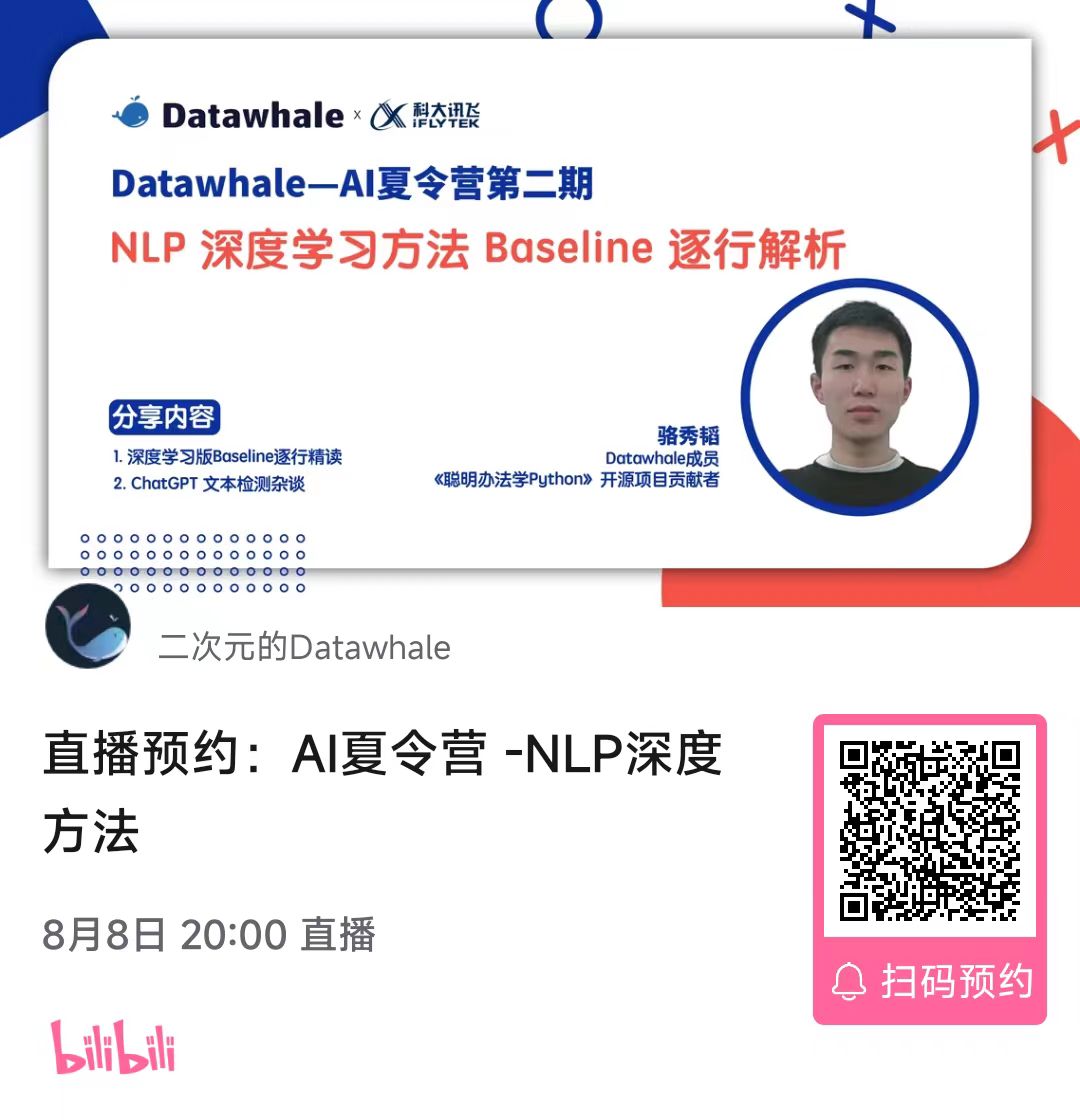 Datawhale x 科大讯飞 iFLYTEK
Datawhale—AI夏令营第二期
NLP 深度学习方法 Baseline 逐行解析
分享内容
1. 深度学习版Baseline逐行精读
2. ChatGPT 文本检测杂谈
骆秀韬
Datawhale成员
《聪明办法学Python》 开源项目贡献者
二次元的Datawhale
直播预约：AI夏令营 -NLP深度
方法
8月8日 20:00 直播
扫码预约
bilibili